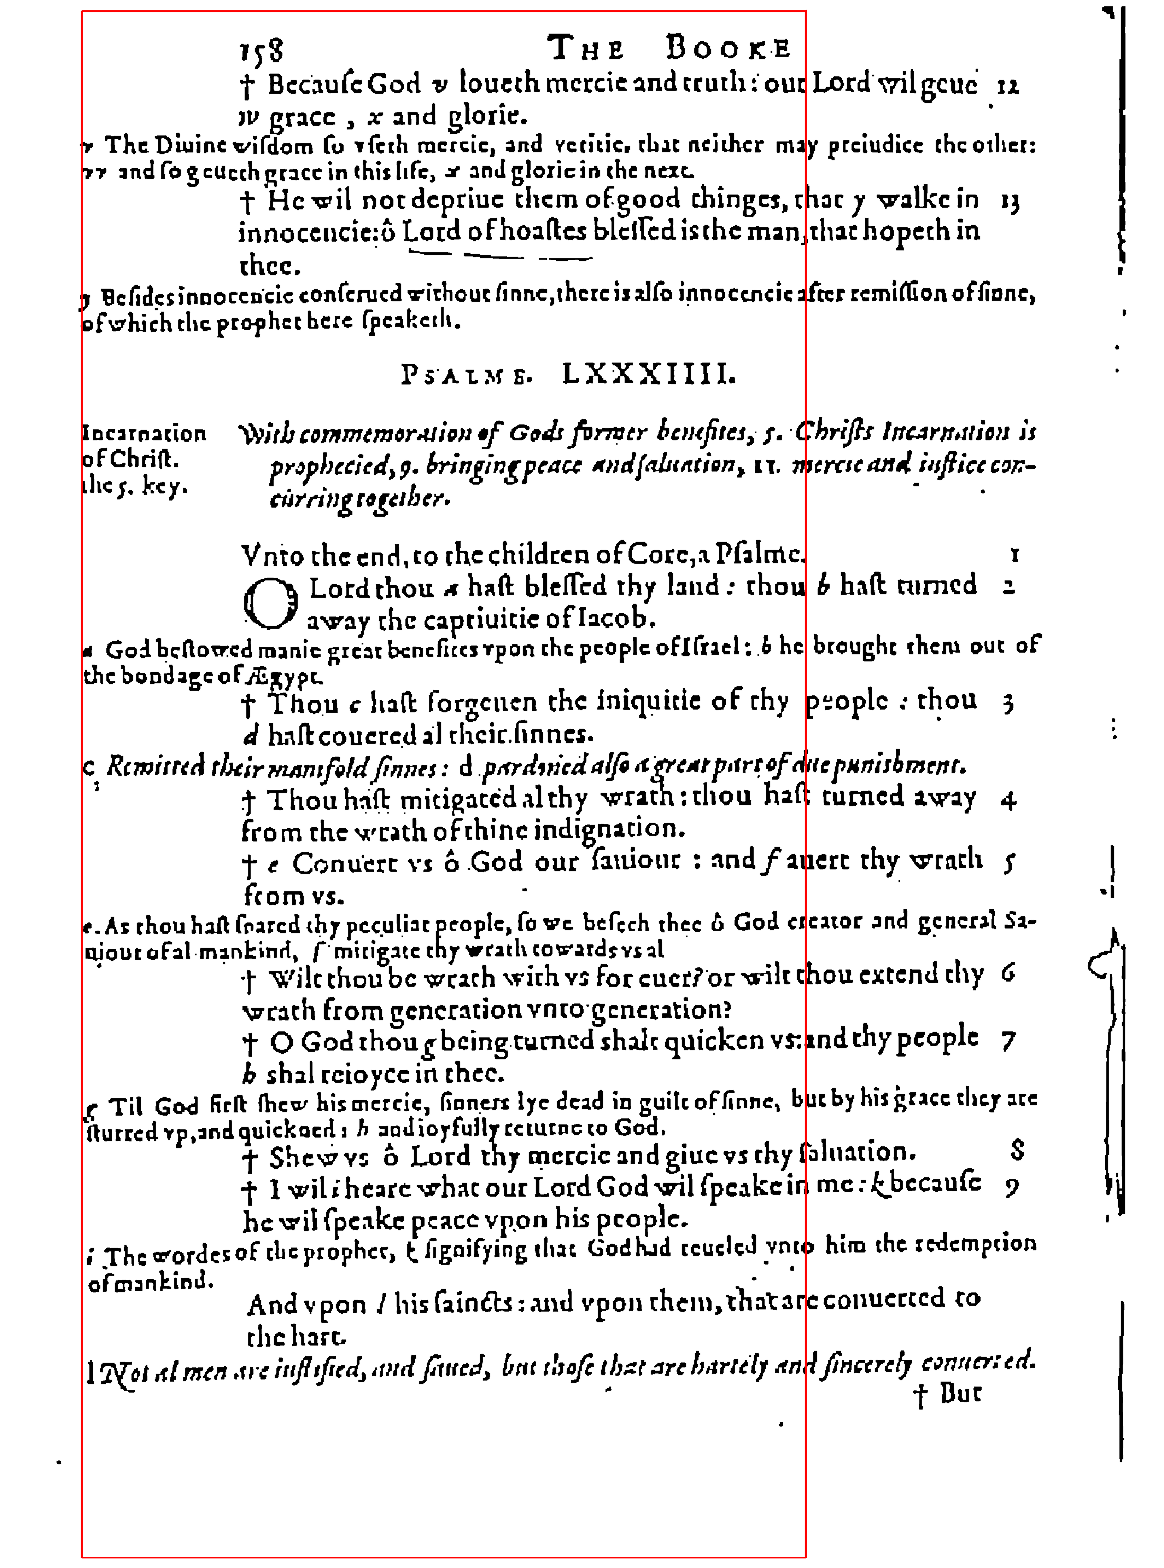 158 THE BOOKE
† Becauſe God v loueth mercie and truth: our Lord wil geue 12
w grace, x and glorie.
v The Diuine wiſdom ſo vſeth mercie, and veritie, that neither may preiudice the other:
w and ſo geueth grace in this life, x and glorie in the next.
† He wil not depriue them of good thinges, that y walke in 13
innocencie: ô Lord of hoaſtes bleſſed is the man, that hopeth in
thee.
y Beſides innocencie conſerued without ſinne, there is alſo innocencie after remiſſion of ſinne,
of which the prophet here ſpeaketh.
PSALME. LXXXIIII.
Incarnation
of Chriſt.
the 5. key.
With commemoration of Gods former benefites, 5. Chriſts Incarnation is
prophecied, 9. bringing peace and ſaluation, 11. mercie and iuſtice con-
curring together.
Vnto the end, to the children of Core, a Pſalme. 1
O Lord thou a haſt bleſſed thy land: thou b haſt turned 2
away the captiuitie of Iacob.
a God beſtowed manie great benefites vpon the people of Iſrael: b he brought them out of
the bondage of Ægypt.
† Thou c haſt forgeuen the iniquitie of thy people: thou 3
d haſt couered al their ſinnes.
c Remitted their manifold ſinnes: d pardoned alſo a great part of due punishment.
† Thou haſt mitigated al thy wrath: thou haſt turned away 4
from the wrath of thine indignation.
† e Conuert vs ô God our ſauiour: and f auert thy wrath 5
from vs.
e. As thou haſt ſpared thy peculiar people, ſo we beſech thee ô God creator and general Sa-
uiour of al mankind, f mitigate thy wrath towards vs al
† Wilt thou be wrath with vs for euer? or wilt thou extend thy 6
wrath from generation vnto generation?
† O God thou g being turned shalt quicken vs: and thy people 7
h shal reioyce in thee.
g Til God firſt ſhew his mercie, ſinners lye dead in guilt of ſinne, but by his grace they are
ſturred vp, and quickned: h and ioyfully returne to God.
† Shew vs ô Lord thy mercie and giue vs thy ſaluation. 8
† I wil i heare what our Lord God wil ſpeake in me: k becauſe 9
he wil ſpeake peace vpon his people.
i The wordes of the prophet, k ſignifying that God had reueled vnto him the redemption
of mankind.
And vpon l his ſaincts: and vpon them, that are conuerted to
the hart.
l Not al men are iuſtified, and ſaued, but thoſe that are hartely and ſincerely conuerted.
† But